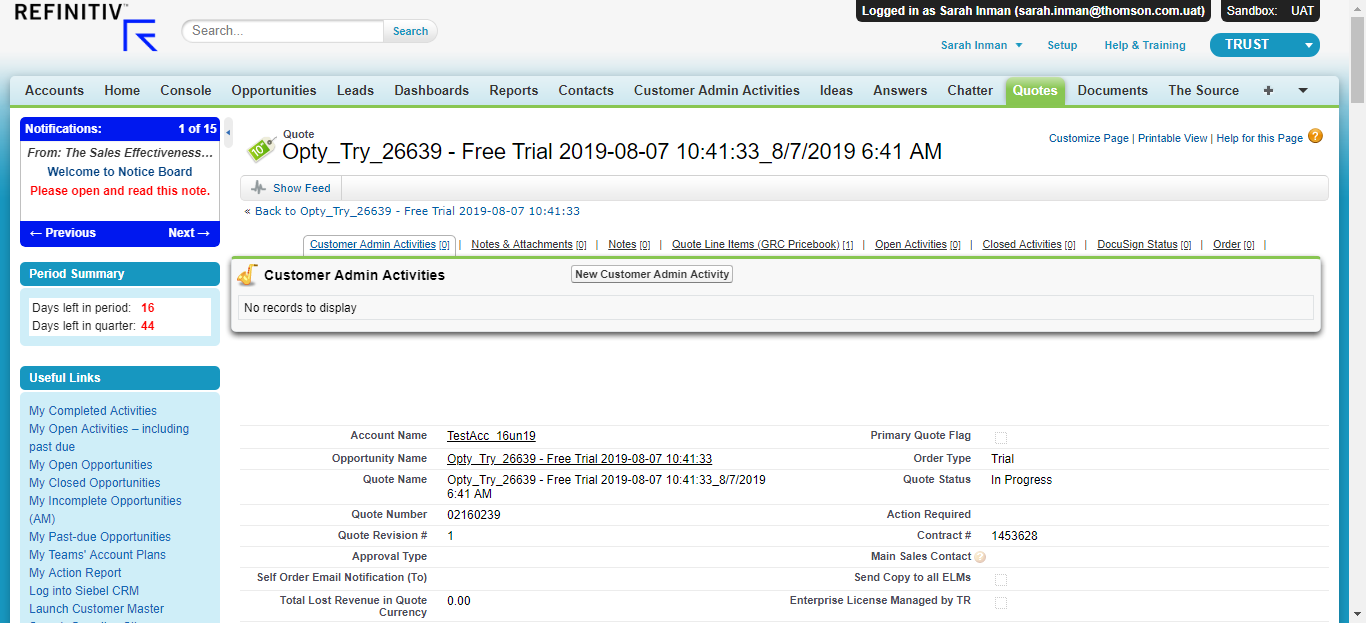 REFINITIV
Search...
Search
Logged in as Sarah Inman (sarah.inman@thomson.com.uat)
Sandbox: UAT
Sarah Inman
Setup
Help & Training
TRUST
Accounts Home Console Opportunities Leads Dashboards Reports Contacts Customer Admin Activities Ideas Answers Chatter Quotes Documents The Source +
Notifications: 1 of 15
From: The Sales Effectiveness...
Welcome to Notice Board
Please open and read this note.
← Previous Next →
Period Summary
Days left in period: 16
Days left in quarter: 44
Useful Links
My Completed Activities
My Open Activities – including
past due
My Open Opportunities
My Closed Opportunities
My Incomplete Opportunities
(AM)
My Past-due Opportunities
My Teams' Account Plans
My Action Report
Log into Siebel CRM
Launch Customer Master
Quote
Opty_Try_26639 - Free Trial 2019-08-07 10:41:33_8/7/2019 6:41 AM
Customize Page | Printable View | Help for this Page ?
Show Feed
« Back to Opty_Try_26639 - Free Trial 2019-08-07 10:41:33
Customer Admin Activities [0] | Notes & Attachments [0] | Notes [0] | Quote Line Items (GRC Pricebook) [1] | Open Activities [0] | Closed Activities [0] | DocuSign Status [0] | Order [0] |
Customer Admin Activities
New Customer Admin Activity
No records to display
Account Name TestAcc_16un19 Primary Quote Flag
Opportunity Name Opty_Try_26639 - Free Trial 2019-08-07 10:41:33 Order Type Trial
Quote Name Opty_Try_26639 - Free Trial 2019-08-07 10:41:33_8/7/2019 Quote Status In Progress
6:41 AM
Quote Number 02160239 Action Required
Quote Revision # 1 Contract # 1453628
Approval Type Main Sales Contact ?
Self Order Email Notification (To) Send Copy to all ELMs
Total Lost Revenue in Quote 0.00 Enterprise License Managed by TR
Currency